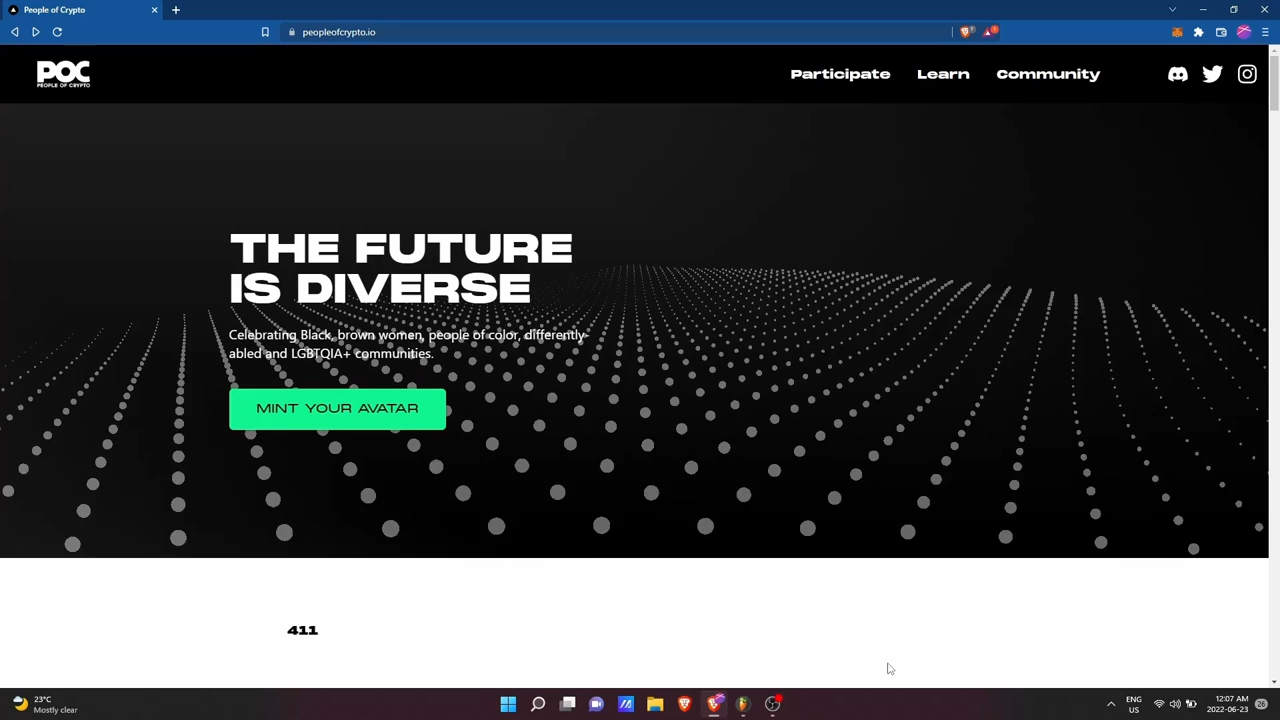 People of Crypto
peopleofcrypto.io
POC
PEOPLE OF CRYPTO
Participate
Learn
Community
THE FUTURE
IS DIVERSE
Celebrating Black, brown women, people of color, differently-
abled and LGBTQIA+ communities.
MINT YOUR AVATAR
411
23°C
Mostly clear
ENG
US
12:07 AM
2022-06-23
26